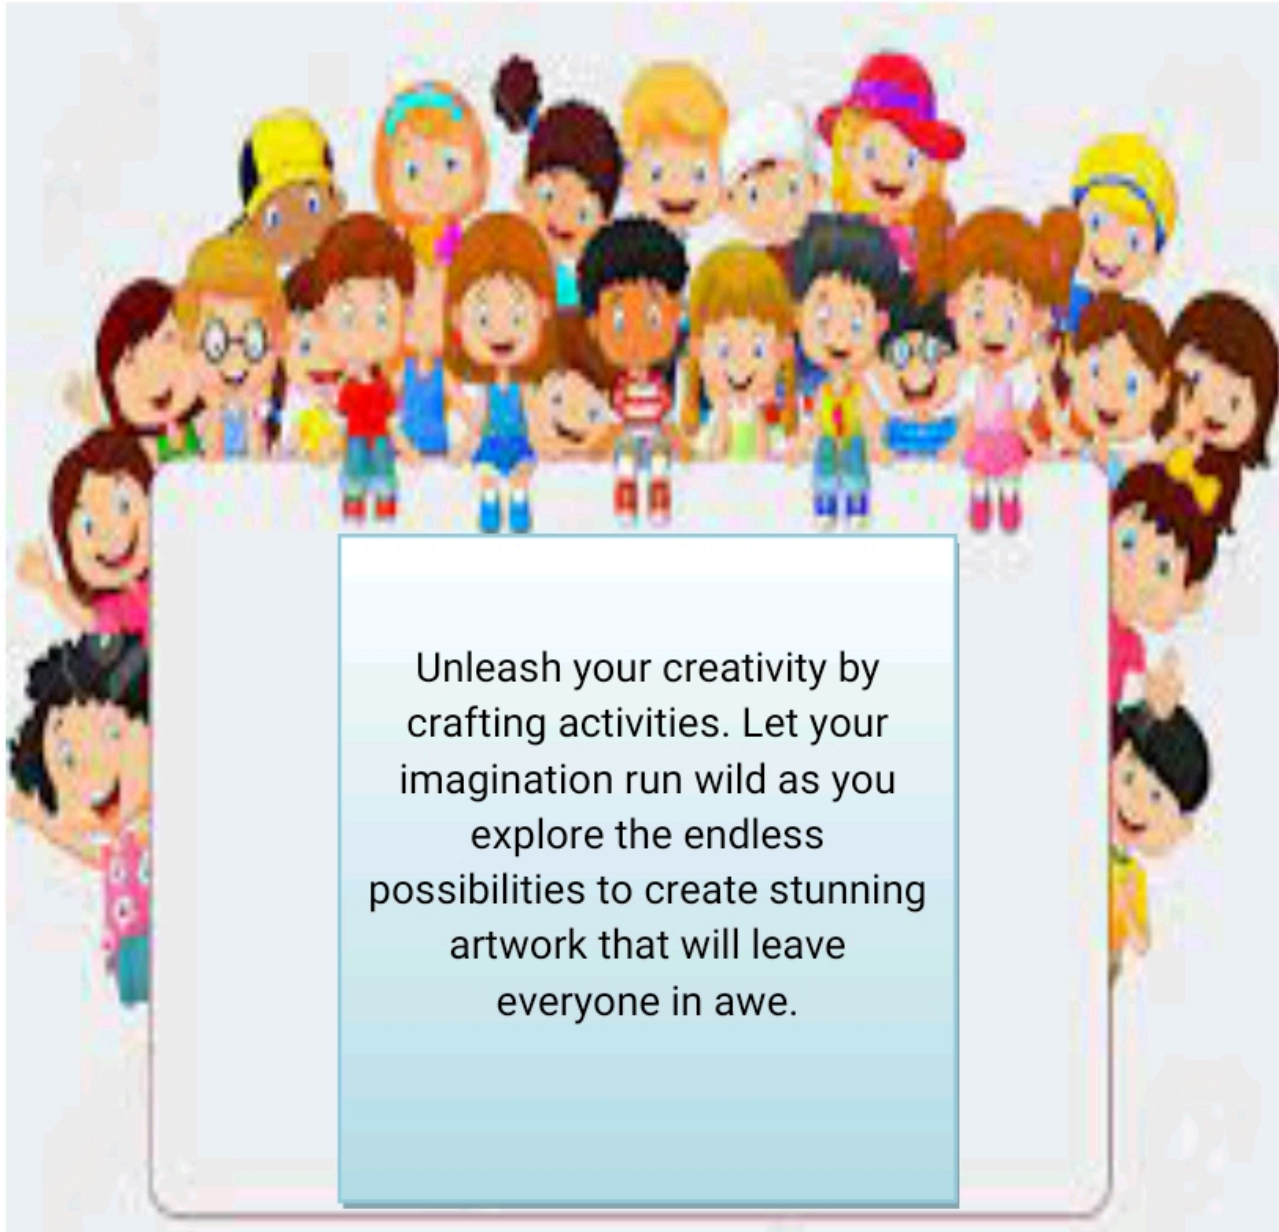 Unleash your creativity by
crafting activities. Let your
imagination run wild as you
explore the endless
possibilities to create stunning
artwork that will leave
everyone in awe.